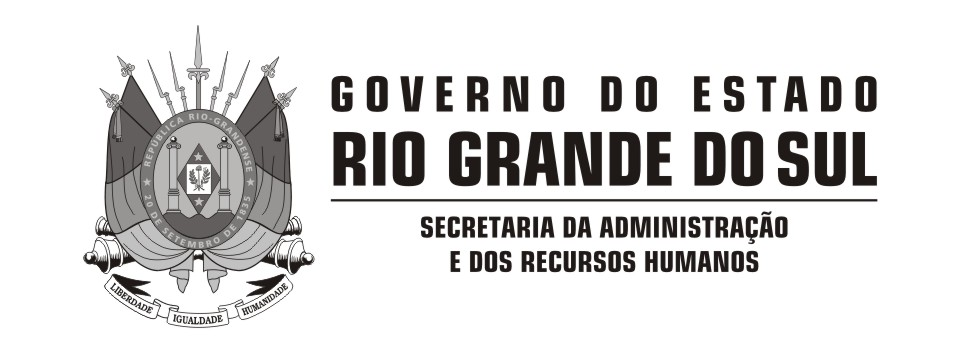 REPÚBLICA RIO-GRANDENSE
20 DE SETEMBRO DE 1835
LIBERDADE
IGUALDADE
HUMANIDADE
GOVERNO DO ESTADO
RIO GRANDE DO SUL
SECRETARIA DA ADMINISTRAÇÃO
E DOS RECURSOS HUMANOS